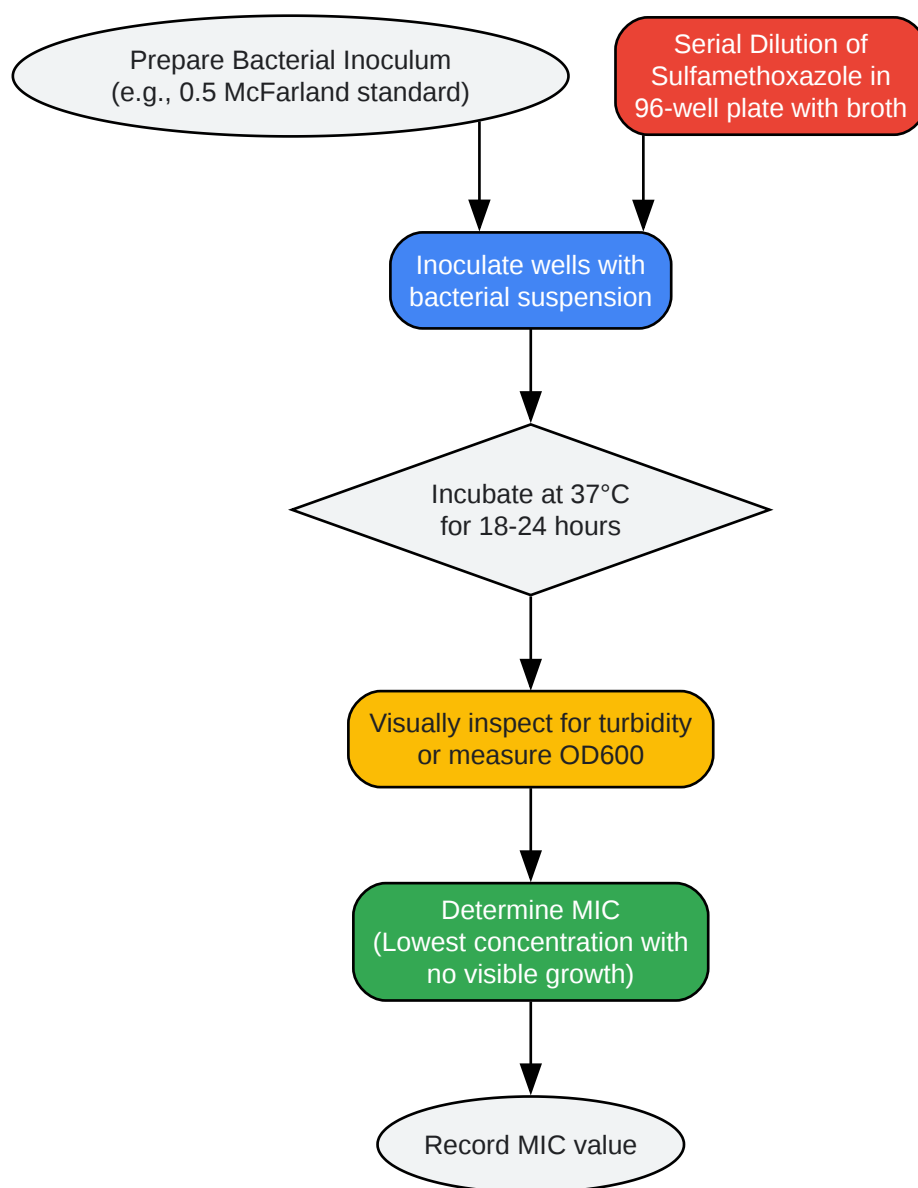 Prepare Bacterial Inoculum
(e.g., 0.5 McFarland standard)
Serial Dilution of
Sulfamethoxazole in
96-well plate with broth
Inoculate wells with
bacterial suspension
Incubate at 37°C
for 18-24 hours
Visually inspect for turbidity
or measure OD600
Determine MIC
(Lowest concentration with
no visible growth)
Record MIC value